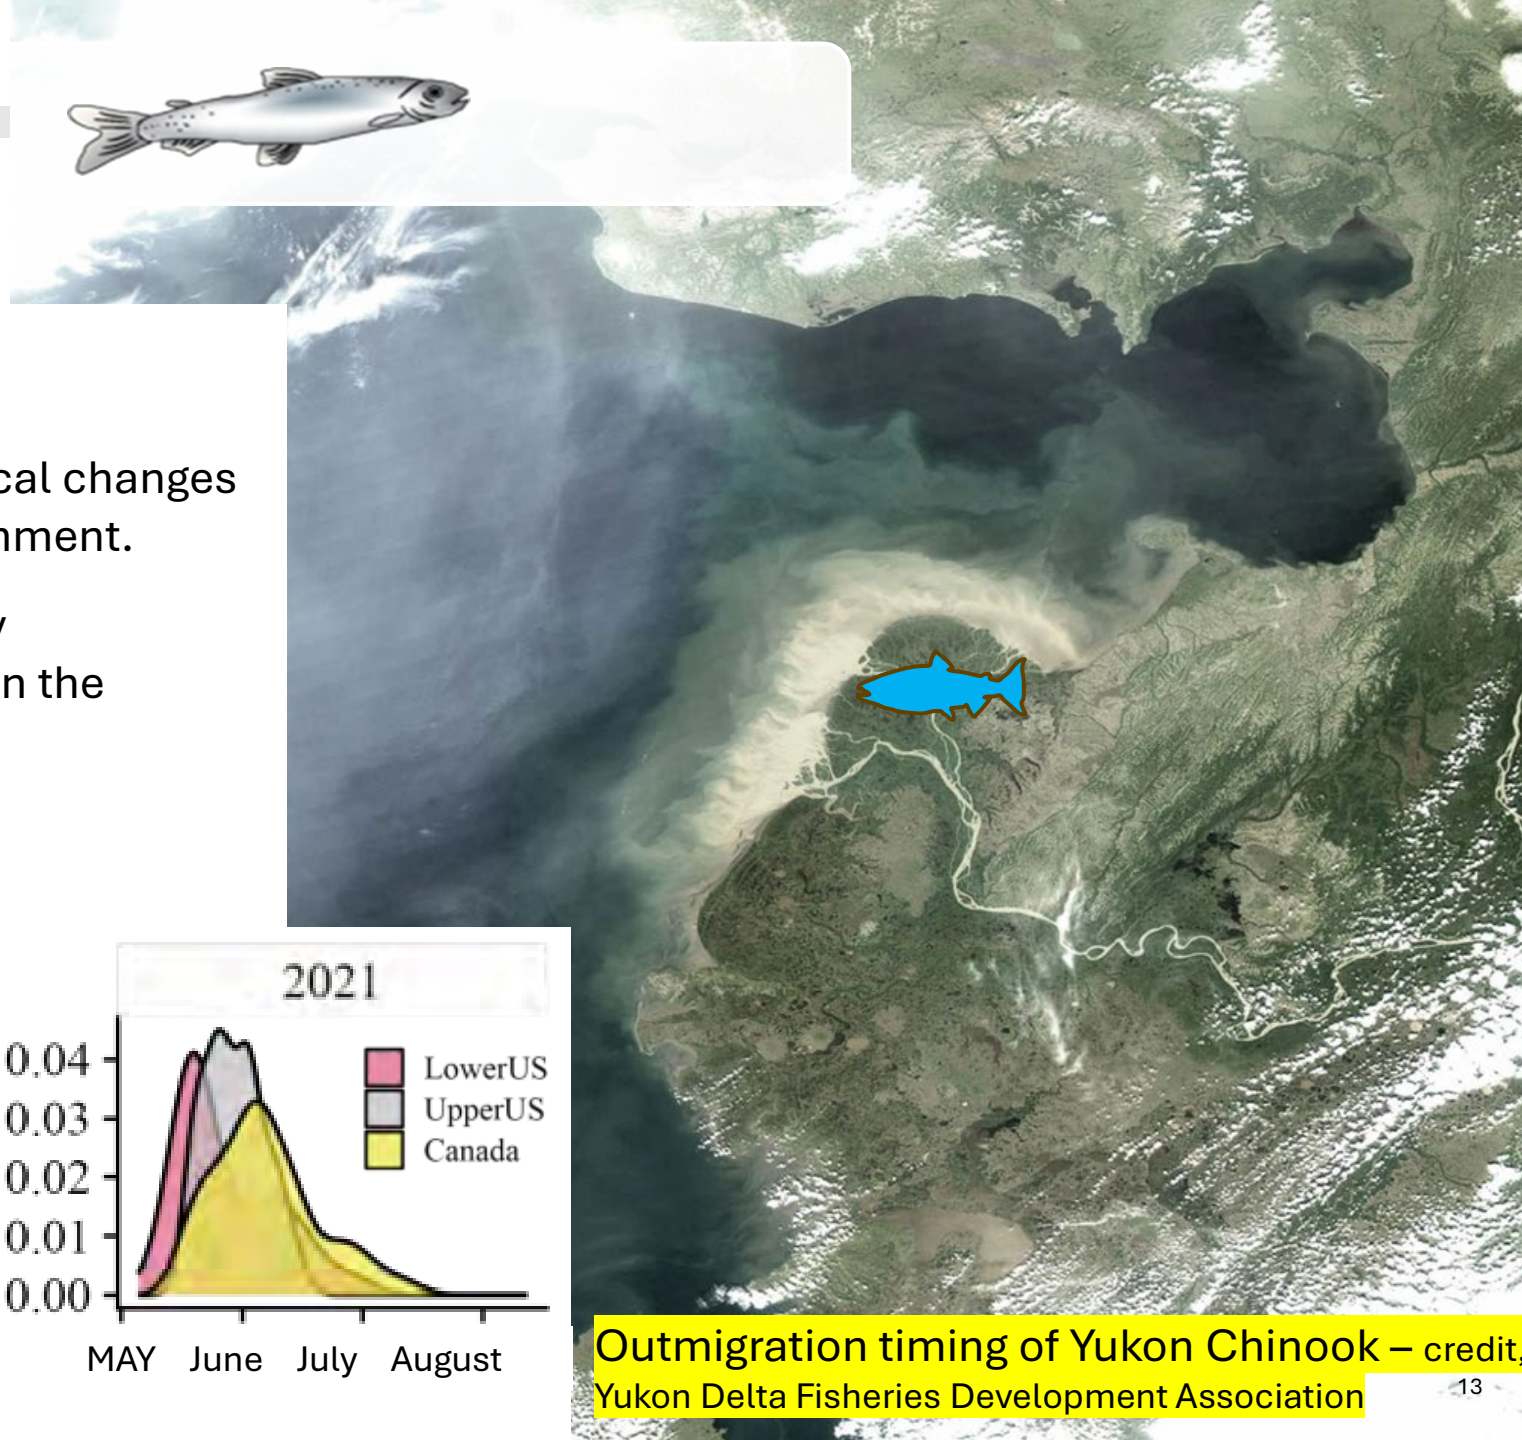 cal changes
nment.
y
n the
2021
0.04
0.03
0.02
0.01
0.00
LowerUS
UpperUS
Canada
MAY June July August
Outmigration timing of Yukon Chinook – credit,
Yukon Delta Fisheries Development Association
13